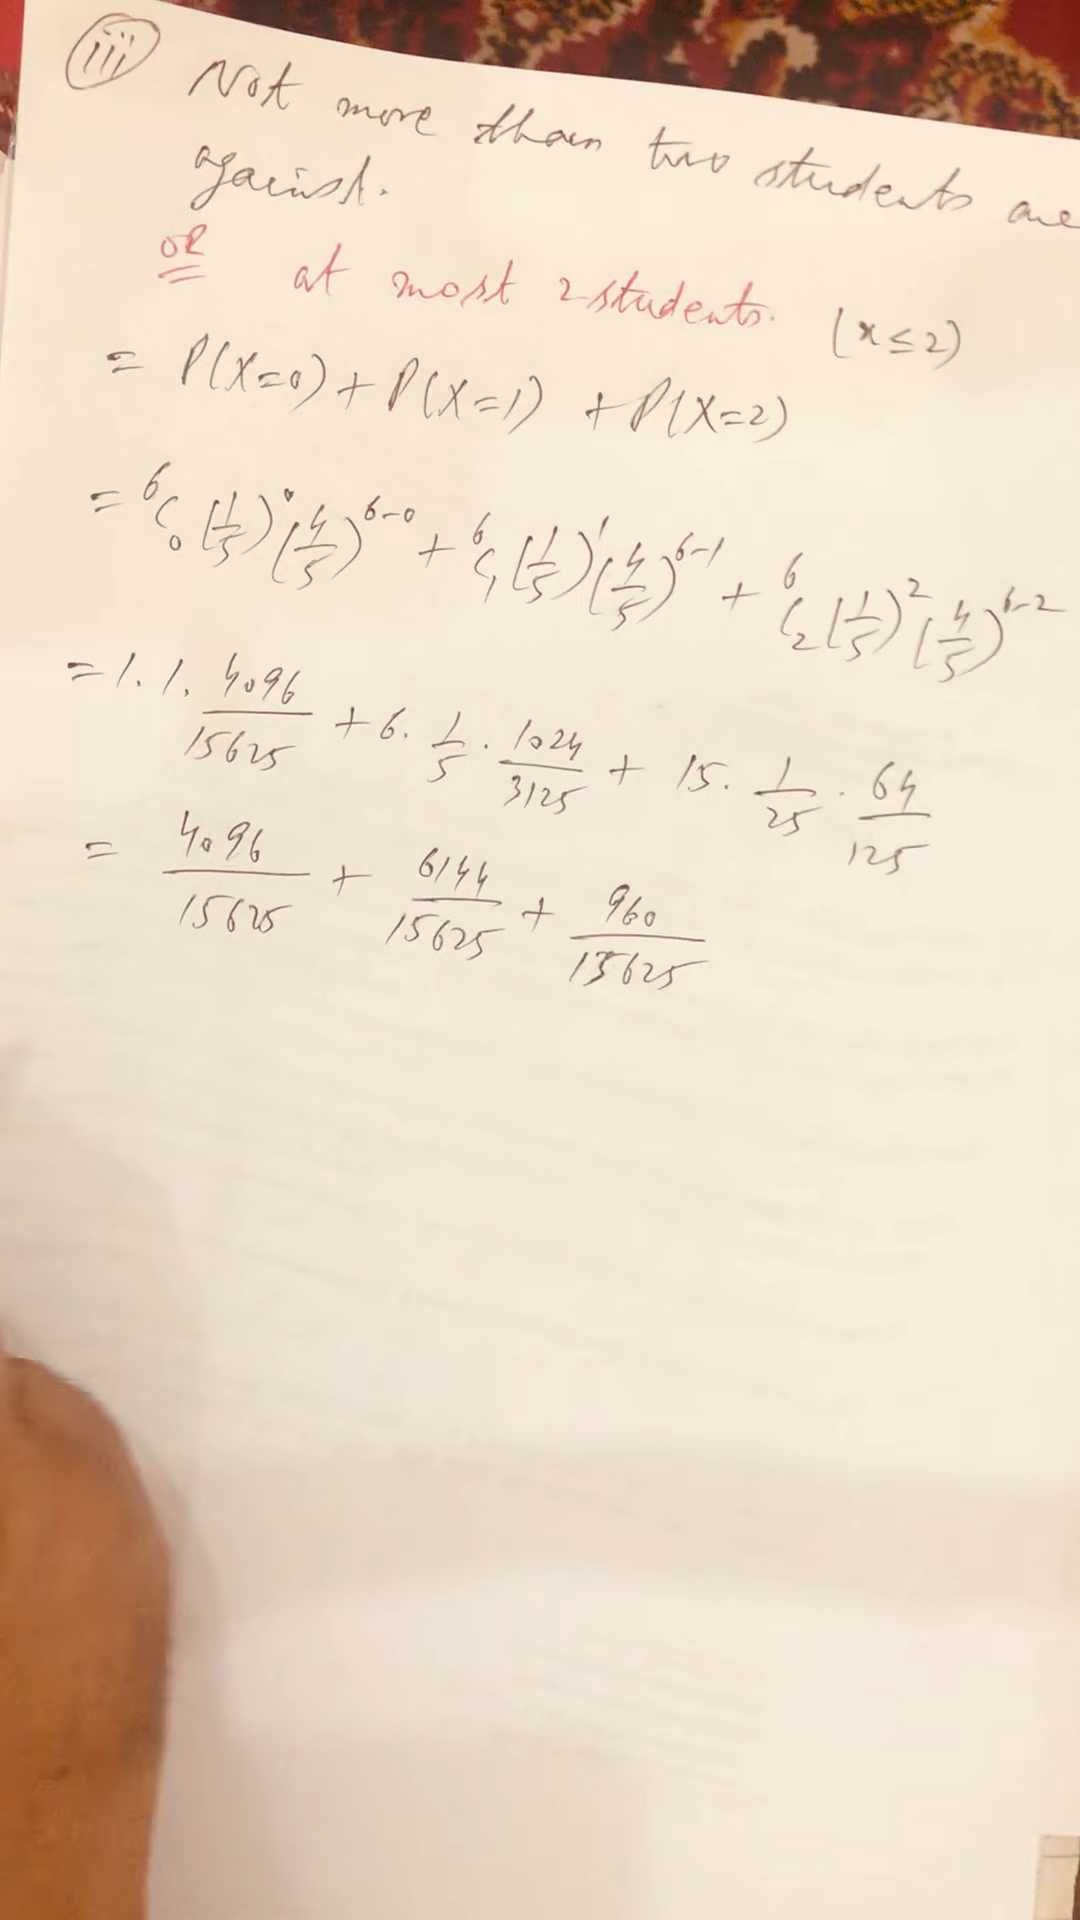 iii Not more than two students are
against.
OR at most 2 students. (x≤2)
= P(X=0) + P(X=1) + P(X=2)
= ⁶C₀ (1/5)⁰ (4/5)⁶⁻⁰ + ⁶C₁ (1/5)¹ (4/5)⁶⁻¹ + ⁶C₂ (1/5)² (4/5)⁶⁻²
= 1. 1. 4096/15625 + 6. 1/5 . 1024/3125 + 15. 1/25 . 64/125
= 4096/15625 + 6144/15625 + 960/15625